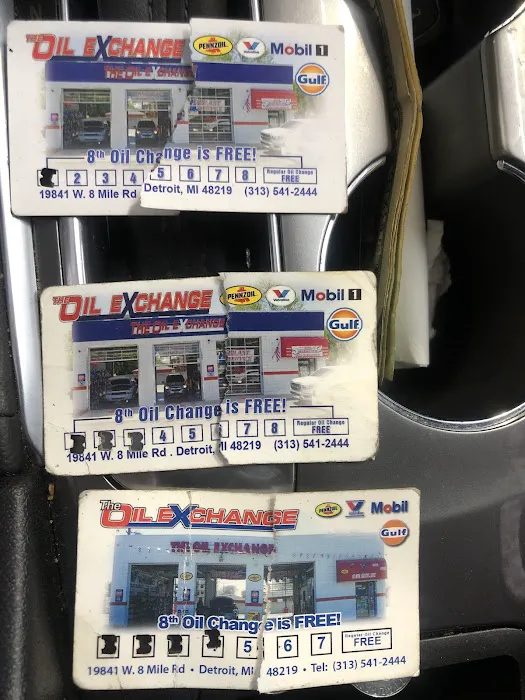 THE OIL EXCHANGE PENNZOIL Valvoline Mobil 1
Gulf
THE OIL EXCHANGE
8th Oil Change is FREE!
2 3 4 5 6 7 8 Regular Oil Change FREE
19841 W. 8 Mile Rd Detroit, MI 48219 (313) 541-2444
THE OIL EXCHANGE PENNZOIL Valvoline Mobil 1
Gulf
THE OIL EXCHANGE
8th Oil Change is FREE!
4 5 6 7 8 Regular Oil Change FREE
19841 W. 8 Mile Rd . Detroit, MI 48219 (313) 541-2444
The OIL EXCHANGE PENNZOIL Valvoline Mobil
Gulf
THE OIL EXCHANGE
8th Oil Change is FREE!
5 6 7 Regular Oil Change FREE
19841 W. 8 Mile Rd • Detroit, MI 48219 • Tel: (313) 541-2444